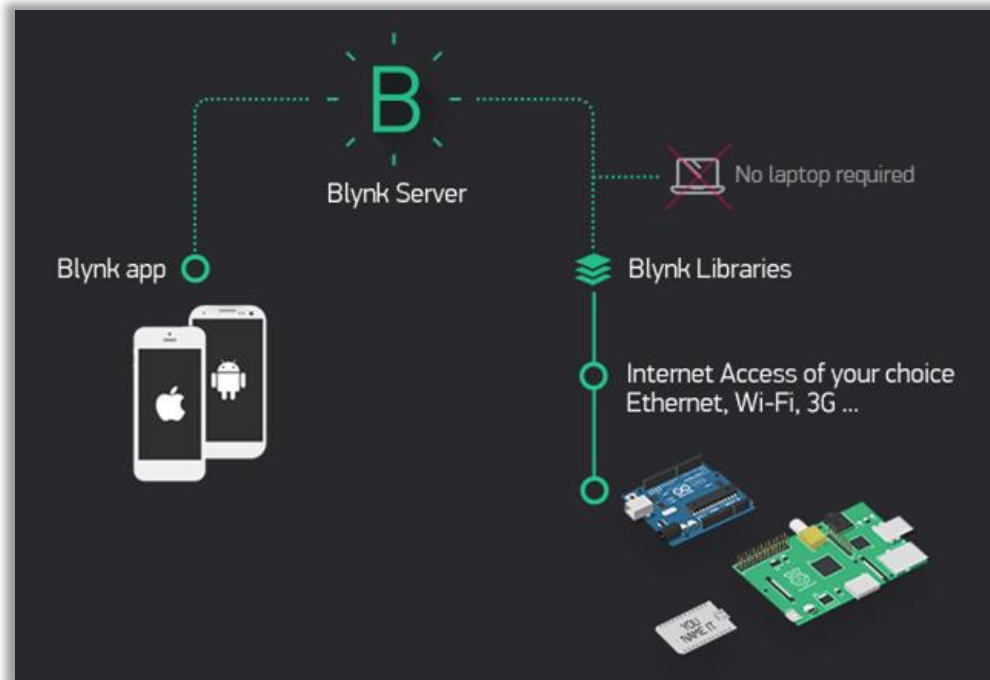 B
Blynk Server
No laptop required
Blynk app
Blynk Libraries
Internet Access of your choice
Ethernet, Wi-Fi, 3G ...
YOU
NAME IT